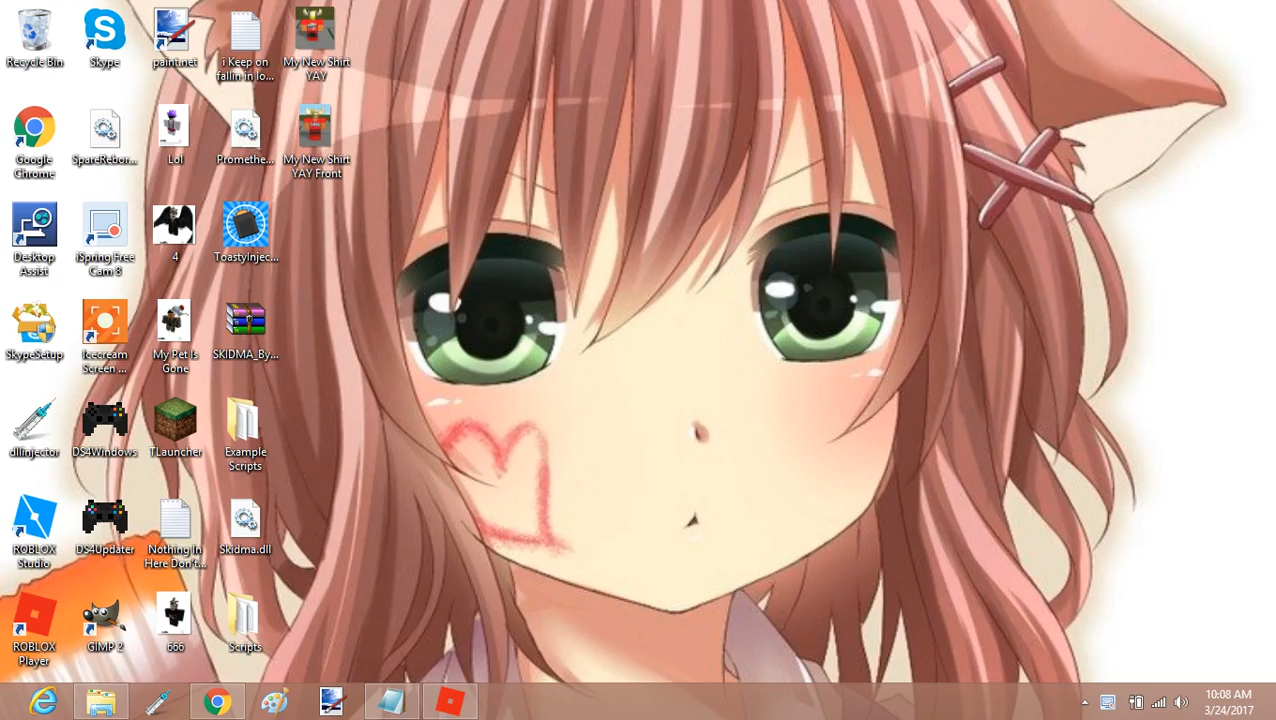 Recycle Bin
Skype
paint.net
i Keep on
fallin in lo...
My New Shirt
YAY
Google
Chrome
SpareRebor...
Lol
Promethe...
My New Shirt
YAY Front
Desktop
Assist
iSpring Free
Cam 8
4
ToastyInjec...
SkypeSetup
Icecream
Screen ...
My Pet Is
Gone
SKIDMA_By...
dllinjector
DS4Windows
TLauncher
Example
Scripts
ROBLOX
Studio
DS4Updater
Nothing In
Here Don't...
Skidma.dll
ROBLOX
Player
GIMP 2
666
Scripts
10:08 AM
3/24/2017